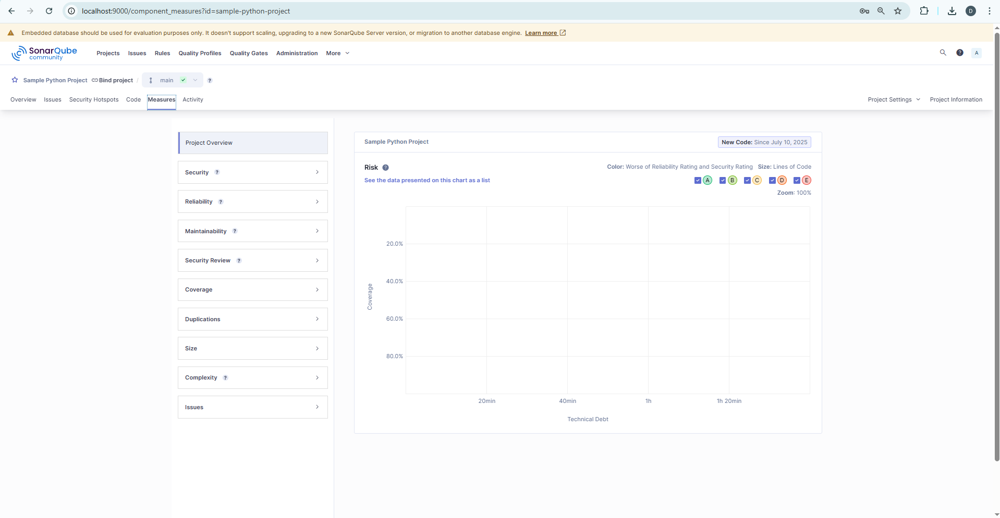 localhost:9000/component_measures?id=sample-python-project
D
Embedded database should be used for evaluation purposes only. It doesn't support scaling, upgrading to a new SonarQube Server version, or migration to another database engine. Learn more
SonarQube
community
Projects Issues Rules Quality Profiles Quality Gates Administration More
? A
Sample Python Project Bind project / main ?
Overview Issues Security Hotspots Code Measures Activity Project Settings Project Information
Project Overview
Security ?
Reliability ?
Maintainability ?
Security Review ?
Coverage
Duplications
Size
Complexity ?
Issues
Sample Python Project New Code: Since July 10, 2025
Risk ? Color: Worse of Reliability Rating and Security Rating Size: Lines of Code
See the data presented on this chart as a list A B C D E
Zoom: 100%
20.0%
40.0%
Coverage
60.0%
80.0%
20min 40min 1h 1h 20min
Technical Debt